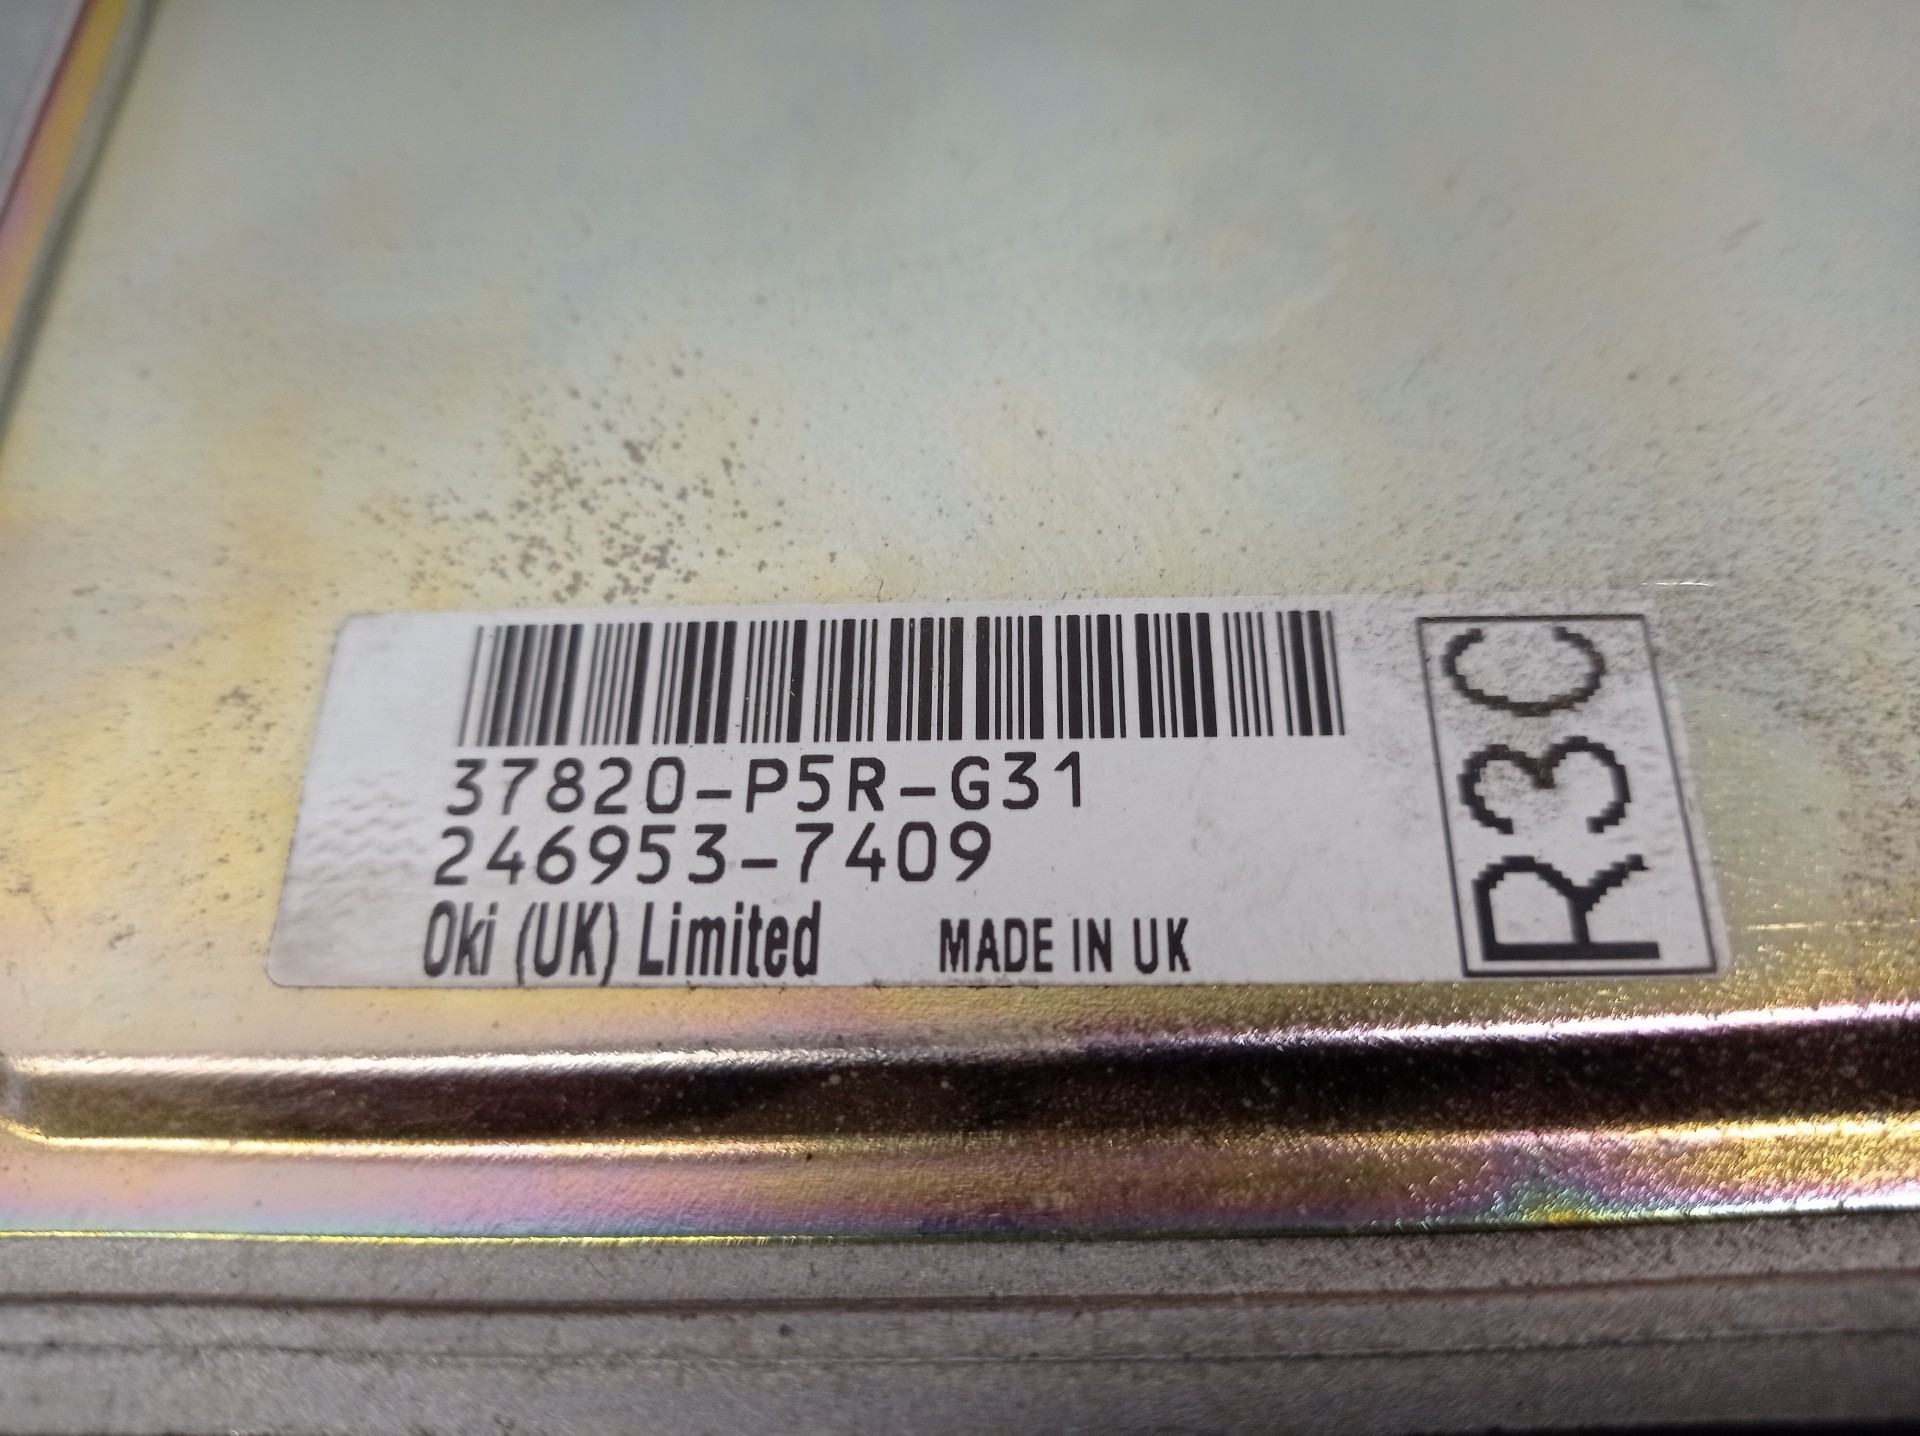 37820-P5R-G31
246953-7409
Oki (UK) Limited MADE IN UK
R3C